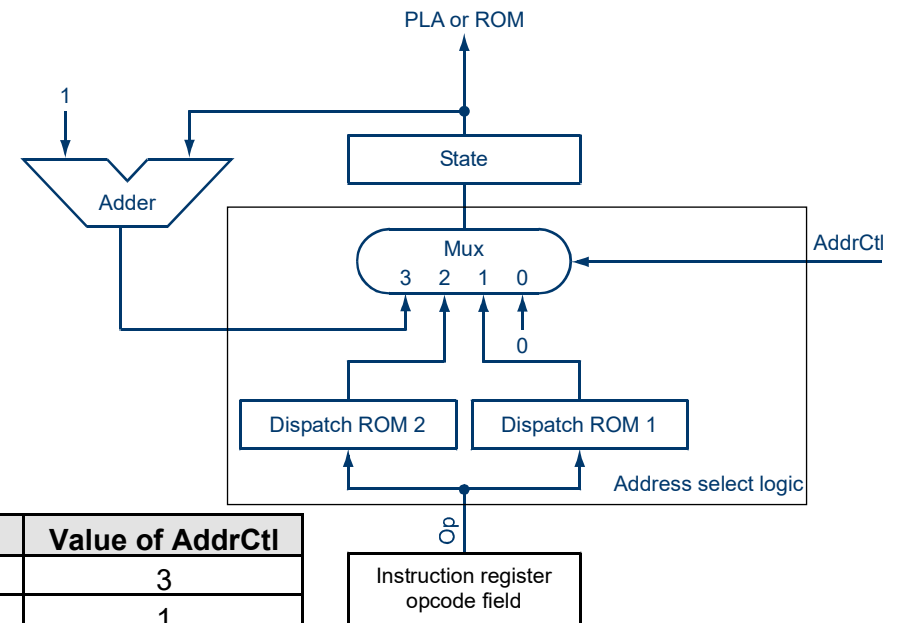 PLA or ROM
1
State
Adder
Mux
AddrCtl
3 2 1 0
0
Dispatch ROM 2
Dispatch ROM 1
Address select logic
Op
Value of AddrCtl
Instruction register
opcode field
3
1